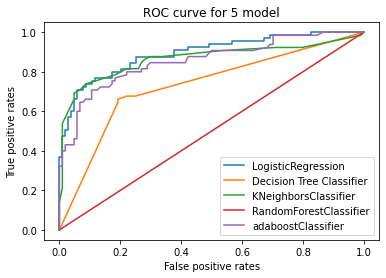 ROC curve for 5 model
True positive rates
1.0
0.8
0.6
0.4
0.2
0.0
LogisticRegression
Decision Tree Classifier
KNeighborsClassifier
RandomForestClassifier
adaboostClassifier
0.0 0.2 0.4 0.6 0.8 1.0
False positive rates